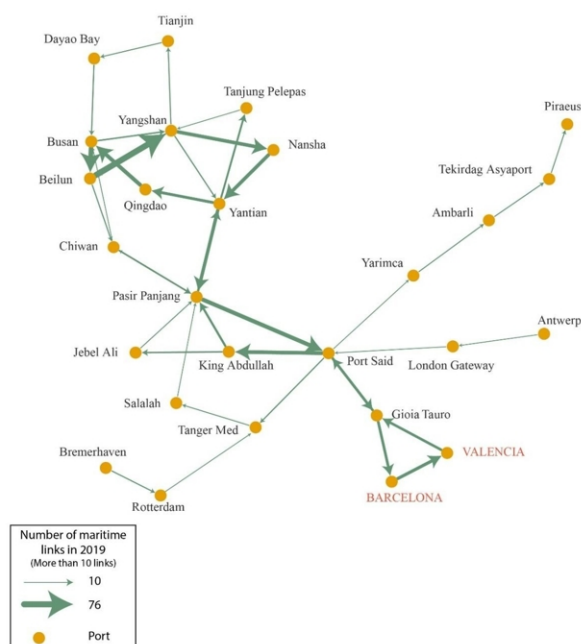 Tianjin
Dayao Bay
Tanjung Pelepas
Piraeus
Yangshan
Busan
Nansha
Tekirdag Asyaport
Beilun
Qingdao
Yantian
Ambarli
Chiwan
Yarimca
Pasir Panjang
Antwerp
Jebel Ali
King Abdullah
Port Said
London Gateway
Salalah
Gioia Tauro
Tanger Med
Bremerhaven
VALENCIA
BARCELONA
Rotterdam
Number of maritime
links in 2019
(More than 10 links)
10
76
Port